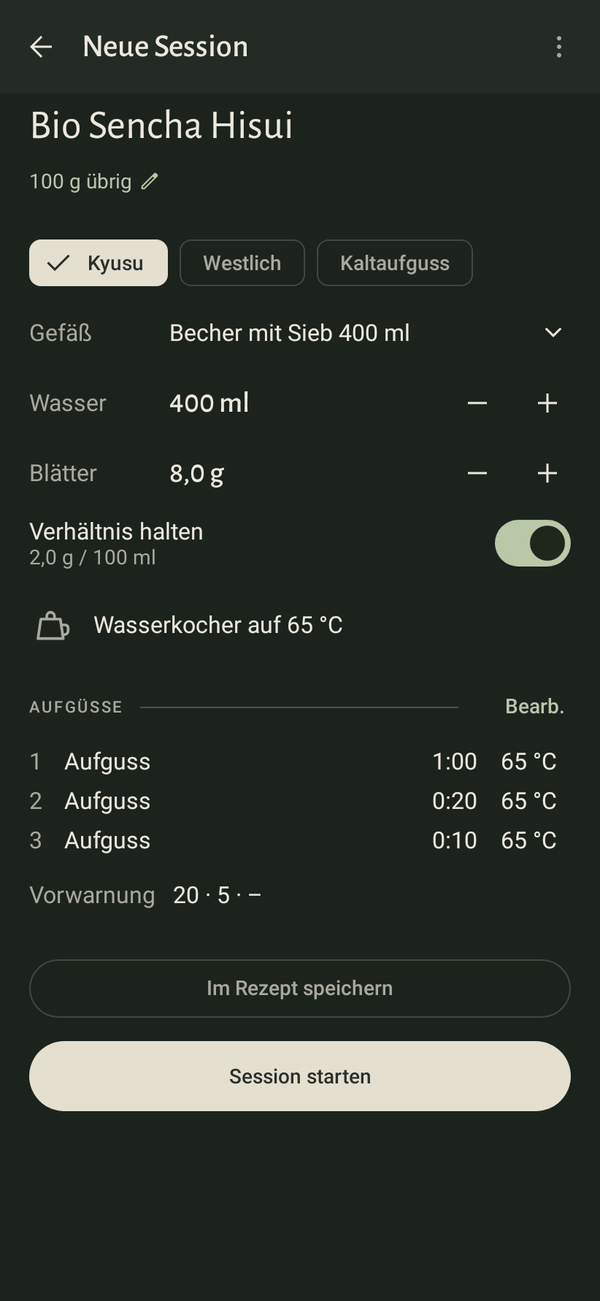 Neue Session
Bio Sencha Hisui
100 g übrig
Kyusu Westlich Kaltaufguss
Gefäß Becher mit Sieb 400 ml
Wasser 400 ml
Blätter 8,0 g
Verhältnis halten
2,0 g / 100 ml
Wasserkocher auf 65 °C
AUFGÜSSE Bearb.
1 Aufguss 1:00 65 °C
2 Aufguss 0:20 65 °C
3 Aufguss 0:10 65 °C
Vorwarnung 20 · 5 · –
Im Rezept speichern
Session starten